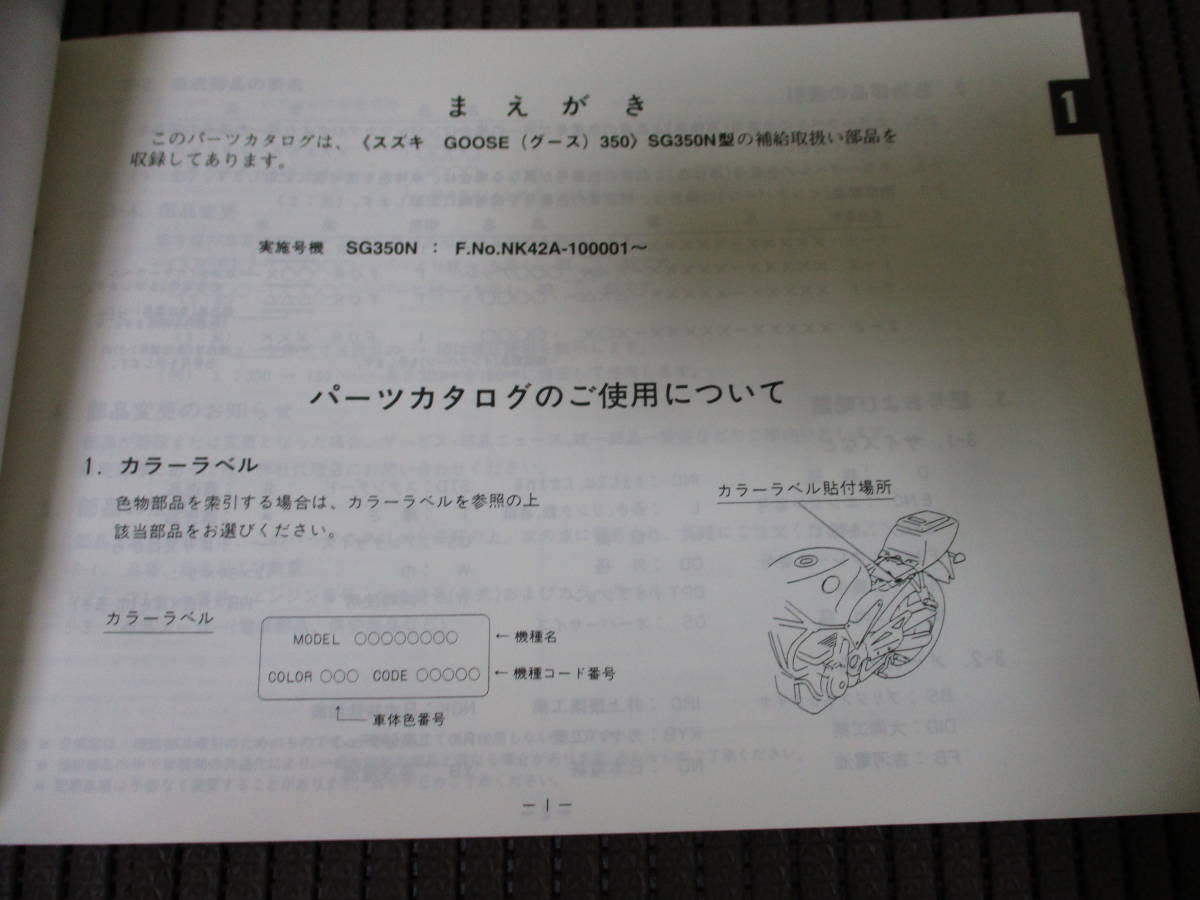 1
まえがき
このパーツカタログは、〈スズキ GOOSE（グース）350〉SG350N型の補給取扱い部品を
収録してあります。
実施号機 SG350N : F.No.NK42A-100001～
パーツカタログのご使用について
1. カラーラベル
色物部品を索引する場合は、カラーラベルを参照の上
該当部品をお選びください。
カラーラベル貼付場所
カラーラベル
MODEL ○○○○○○○○
←機種名
COLOR ○○○ CODE ○○○○○
←機種コード番号
車体色番号
－1－